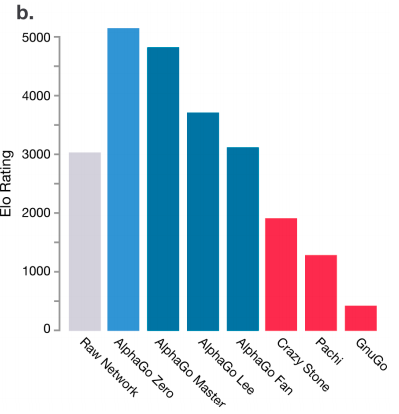 b.
Elo Rating
5000
4000
3000
2000
1000
0
Raw Network
AlphaGo Zero
AlphaGo Master
AlphaGo Lee
AlphaGo Fan
Crazy Stone
Pachi
GnuGo